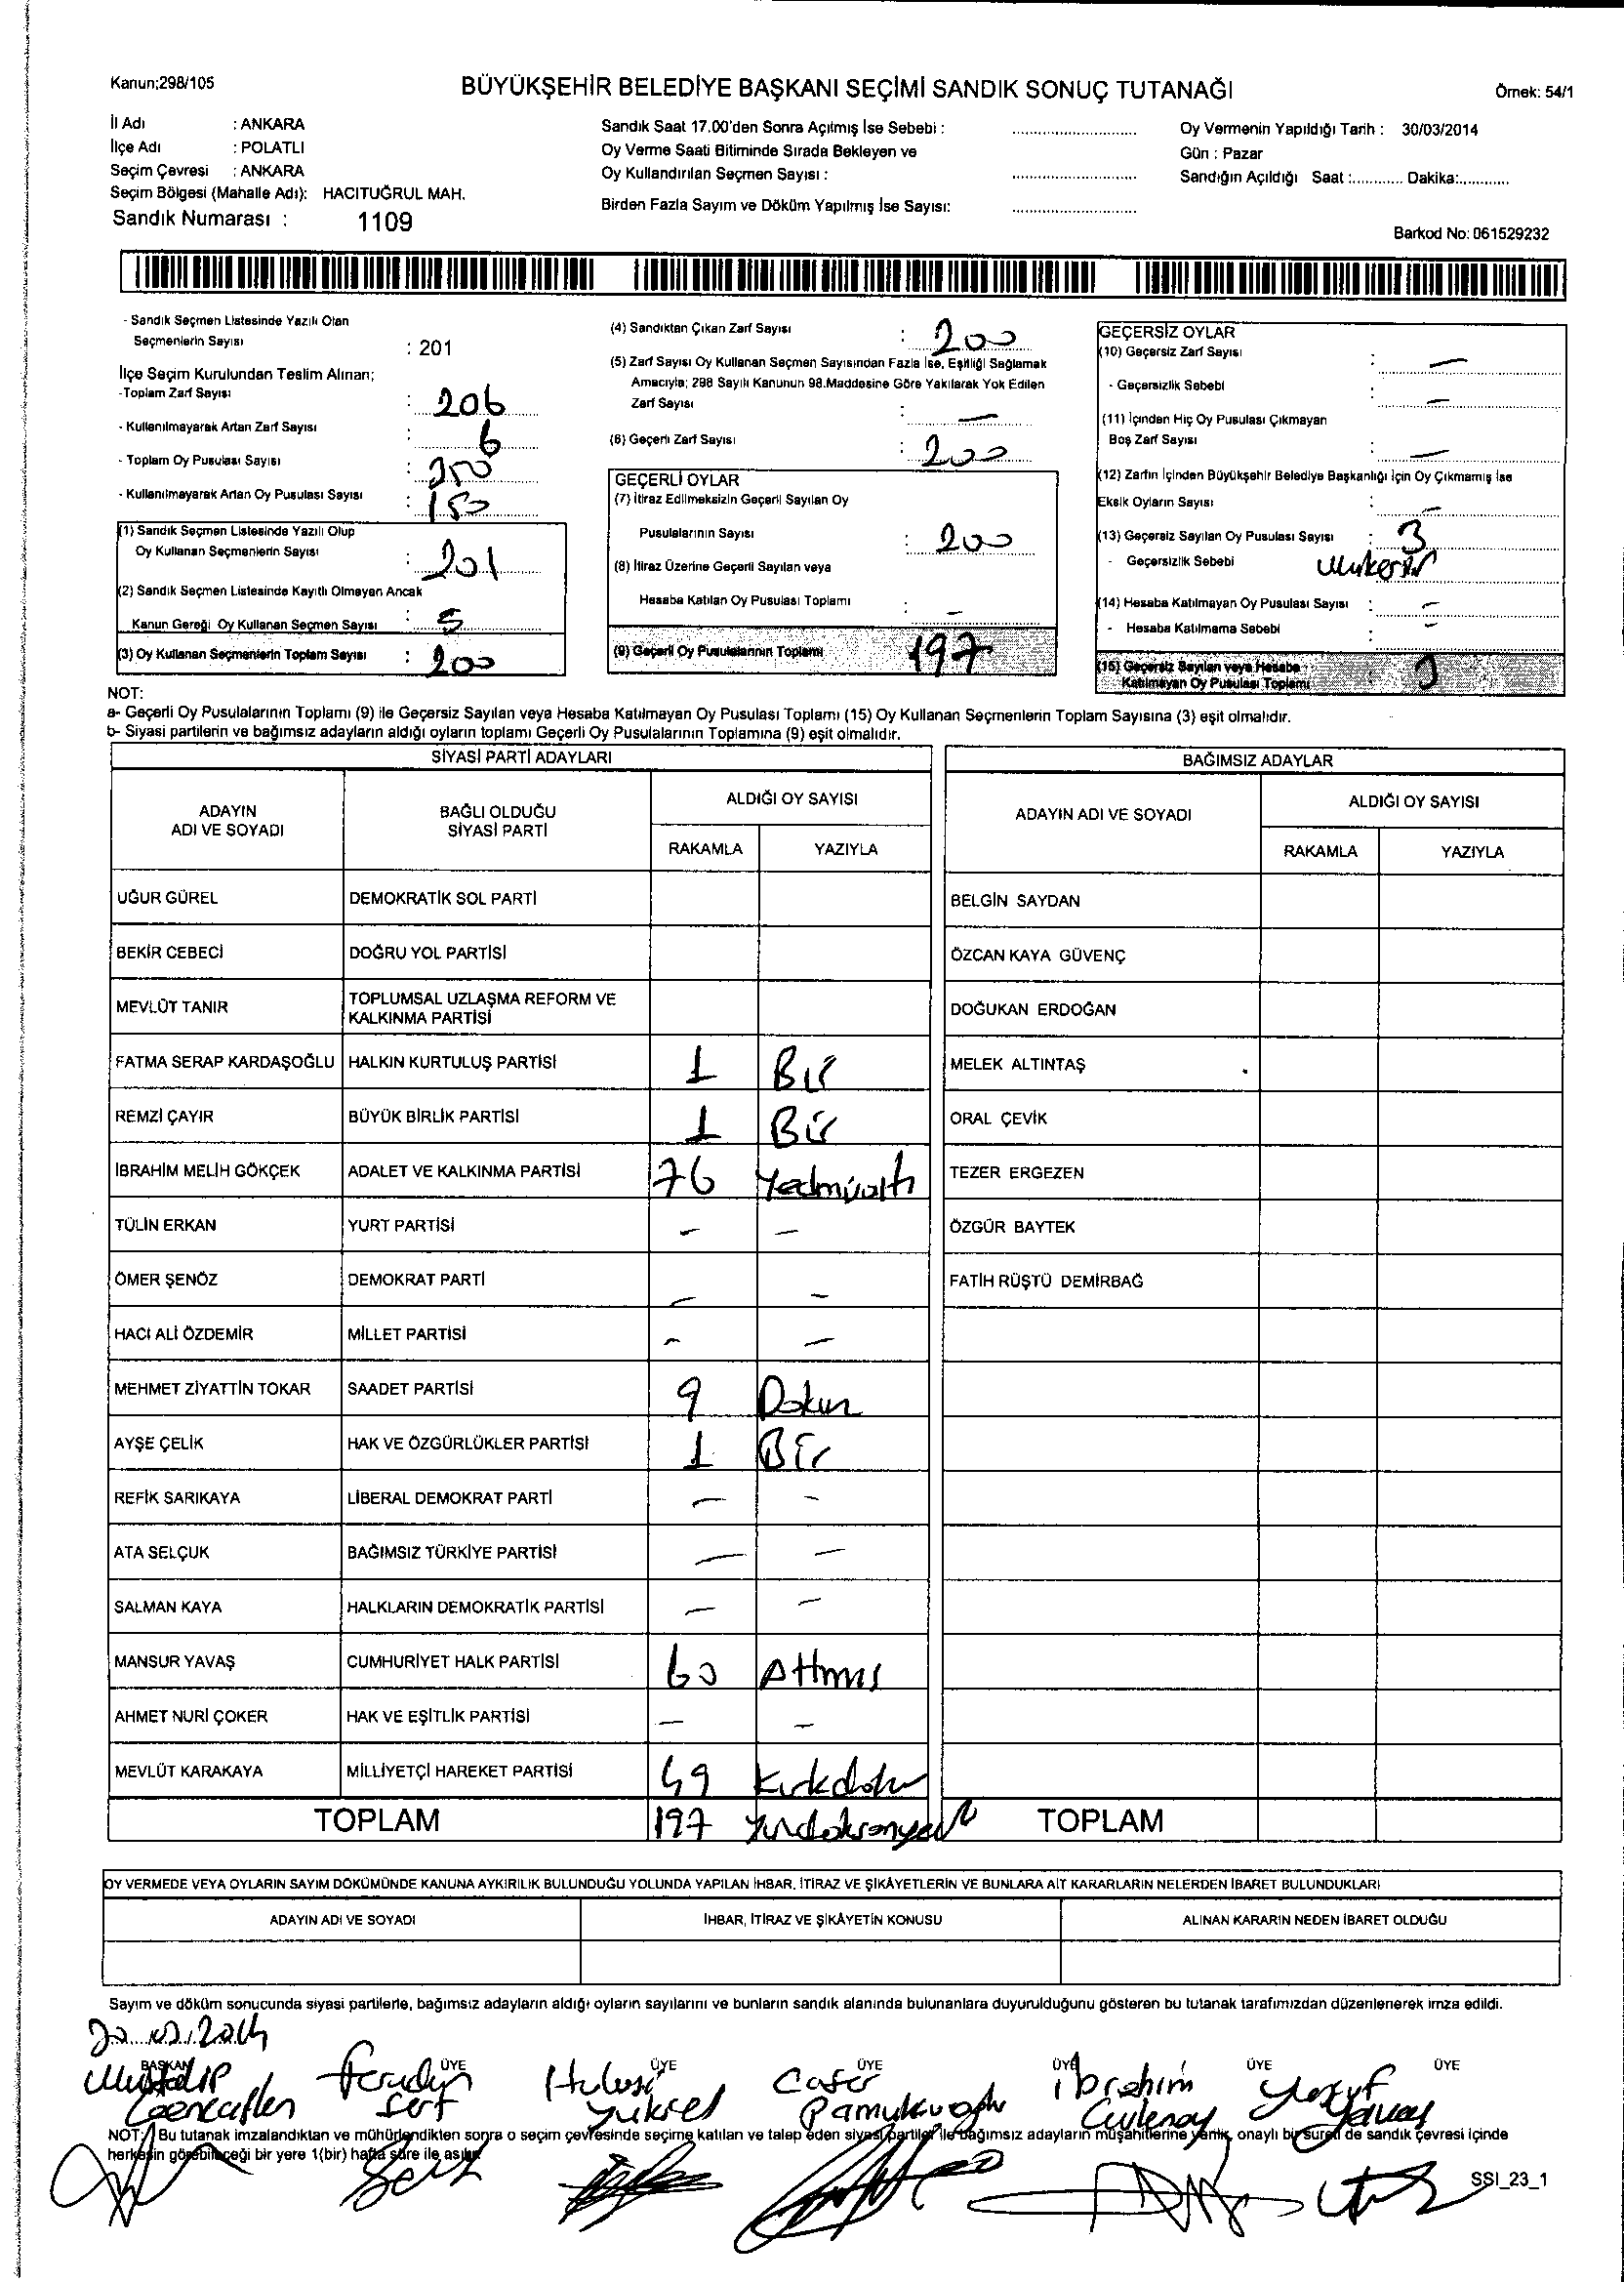 Kanun;298/105
BÜYÜKŞEHİR BELEDİYE BAŞKANI SEÇİMİ SANDIK SONUÇ TUTANAĞI
Örnek: 54/1
İl Adı : ANKARA
İlçe Adı : POLATLI
Seçim Çevresi : ANKARA
Seçim Bölgesi (Mahalle Adı): HACITUĞRUL MAH.
Sandık Numarası : 1109
Sandık Saat 17.00'den Sonra Açılmış İse Sebebi :
Oy Verme Saati Bitiminde Sırada Bekleyen ve
Oy Kullandırılan Seçmen Sayısı :
Birden Fazla Sayım ve Döküm Yapılmış İse Sayısı:
Oy Vermenin Yapıldığı Tarih : 30/03/2014
Gün : Pazar
Sandığın Açıldığı Saat :........... Dakika:...........
Barkod No: 061529232
- Sandık Seçmen Listesinde Yazılı Olan
Seçmenlerin Sayısı : 201
İlçe Seçim Kurulundan Teslim Alınan;
-Toplam Zarf Sayısı : 206
- Kullanılmayarak Artan Zarf Sayısı : 6
- Toplam Oy Pusulası Sayısı : 350
- Kullanılmayarak Artan Oy Pusulası Sayısı : 150
(1) Sandık Seçmen Listesinde Yazılı Olup
Oy Kullanan Seçmenlerin Sayısı : 201
(2) Sandık Seçmen Listesinde Kayıtlı Olmayan Ancak
Kanun Gereği Oy Kullanan Seçmen Sayısı : 5
(3) Oy Kullanan Seçmenlerin Toplam Sayısı : 200
(4) Sandıktan Çıkan Zarf Sayısı : 200
(5) Zarf Sayısı Oy Kullanan Seçmen Sayısından Fazla İse, Eşitliği Sağlamak
Amacıyla; 298 Sayılı Kanunun 98.Maddesine Göre Yakılarak Yok Edilen
Zarf Sayısı : —
(6) Geçerli Zarf Sayısı : 200
GEÇERLİ OYLAR
(7) İtiraz Edilmeksizin Geçerli Sayılan Oy
Pusulalarının Sayısı : 200
(8) İtiraz Üzerine Geçerli Sayılan veya
Hesaba Katılan Oy Pusulası Toplamı : —
(9) Geçerli Oy Pusulalarının Toplamı 197
GEÇERSİZ OYLAR
(10) Geçersiz Zarf Sayısı : —
- Geçersizlik Sebebi : —
(11) İçinden Hiç Oy Pusulası Çıkmayan
Boş Zarf Sayısı : —
(12) Zarfın İçinden Büyükşehir Belediye Başkanlığı İçin Oy Çıkmamış İse
Eksik Oyların Sayısı : —
(13) Geçersiz Sayılan Oy Pusulası Sayısı : 3
- Geçersizlik Sebebi
(14) Hesaba Katılmayan Oy Pusulası Sayısı : —
- Hesaba Katılmama Sebebi : —
(15) Geçersiz Sayılan veya Hesaba
Katılmayan Oy Pusulası Toplamı 3
NOT:
a- Geçerli Oy Pusulalarının Toplamı (9) ile Geçersiz Sayılan veya Hesaba Katılmayan Oy Pusulası Toplamı (15) Oy Kullanan Seçmenlerin Toplam Sayısına (3) eşit olmalıdır.
b- Siyasi partilerin ve bağımsız adayların aldığı oyların toplamı Geçerli Oy Pusulalarının Toplamına (9) eşit olmalıdır.
SİYASİ PARTİ ADAYLARI
ADAYIN ADI VE SOYADI
BAĞLI OLDUĞU SİYASİ PARTİ
ALDIĞI OY SAYISI
RAKAMLA YAZIYLA
UĞUR GÜREL DEMOKRATİK SOL PARTİ
BEKİR CEBECİ DOĞRU YOL PARTİSİ
MEVLÜT TANIR TOPLUMSAL UZLAŞMA REFORM VE
KALKINMA PARTİSİ
FATMA SERAP KARDAŞOĞLU HALKIN KURTULUŞ PARTİSİ 1 Bir
REMZİ ÇAYIR BÜYÜK BİRLİK PARTİSİ 1 Bir
İBRAHİM MELİH GÖKÇEK ADALET VE KALKINMA PARTİSİ 76 Yetmişaltı
TÜLİN ERKAN YURT PARTİSİ — —
ÖMER ŞENÖZ DEMOKRAT PARTİ — —
HACI ALİ ÖZDEMİR MİLLET PARTİSİ — —
MEHMET ZİYATTİN TOKAR SAADET PARTİSİ 9 Dokuz
AYŞE ÇELİK HAK VE ÖZGÜRLÜKLER PARTİSİ 1 Bir
REFİK SARIKAYA LİBERAL DEMOKRAT PARTİ — —
ATA SELÇUK BAĞIMSIZ TÜRKİYE PARTİSİ — —
SALMAN KAYA HALKLARIN DEMOKRATİK PARTİSİ — —
MANSUR YAVAŞ CUMHURİYET HALK PARTİSİ 60 Atmış
AHMET NURİ ÇOKER HAK VE EŞİTLİK PARTİSİ — —
MEVLÜT KARAKAYA MİLLİYETÇİ HAREKET PARTİSİ 49 Kırkdokuz
TOPLAM 197 Yüzdoksanyedi
BAĞIMSIZ ADAYLAR
ADAYIN ADI VE SOYADI
ALDIĞI OY SAYISI
RAKAMLA YAZIYLA
BELGİN SAYDAN
ÖZCAN KAYA GÜVENÇ
DOĞUKAN ERDOĞAN
MELEK ALTINTAŞ
ORAL ÇEVİK
TEZER ERGEZEN
ÖZGÜR BAYTEK
FATİH RÜŞTÜ DEMİRBAĞ
TOPLAM
OY VERMEDE VEYA OYLARIN SAYIM DÖKÜMÜNDE KANUNA AYKIRILIK BULUNDUĞU YOLUNDA YAPILAN İHBAR, İTİRAZ VE ŞİKÂYETLERİN VE BUNLARA AİT KARARLARIN NELERDEN İBARET BULUNDUKLARI
ADAYIN ADI VE SOYADI İHBAR, İTİRAZ VE ŞİKÂYETİN KONUSU ALINAN KARARIN NEDEN İBARET OLDUĞU
Sayım ve döküm sonucunda siyasi partilerle, bağımsız adayların aldığı oyların sayılarını ve bunların sandık alanında bulunanlara duyurulduğunu gösteren bu tutanak tarafımızdan düzenlenerek imza edildi.
30.03.2014
BAŞKAN ÜYE ÜYE ÜYE ÜYE ÜYE ÜYE
Feradun Hulusi Cafer İbrahim Yusuf
Sert Yüksel Pamukuoglu Yavaş
NOT: Bu tutanak imzalandıktan ve mühürlendikten sonra o seçim çevresinde seçime katılan ve talep eden siyasi partiler ile bağımsız adayların müşahitlerine verilir, onaylı bir sureti de sandık çevresi içinde
herkesin görebileceği bir yere 1(bir) hafta süre ile asılır.
SSI_23_1